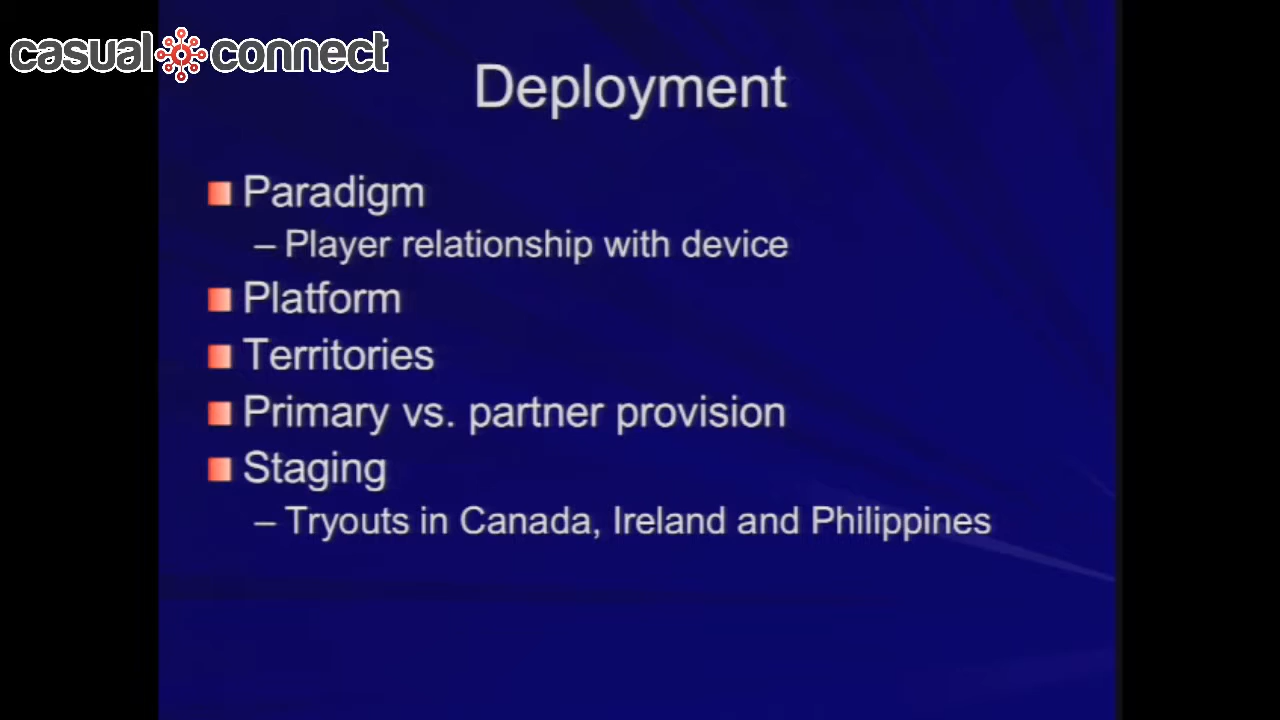 casual connect
Deployment
Paradigm
– Player relationship with device
Platform
Territories
Primary vs. partner provision
Staging
– Tryouts in Canada, Ireland and Philippines